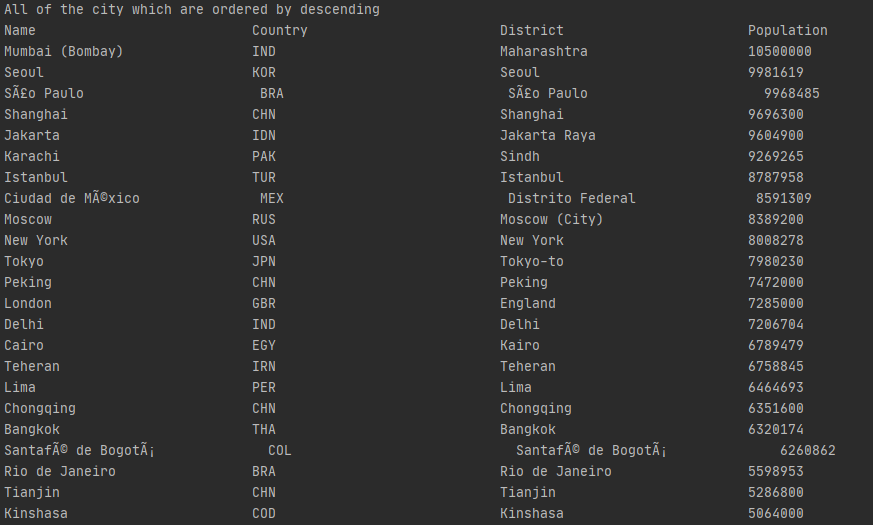 All of the city which are ordered by descending
Name Country District Population
Mumbai (Bombay) IND Maharashtra 10500000
Seoul KOR Seoul 9981619
SÃ£o Paulo BRA SÃ£o Paulo 9968485
Shanghai CHN Shanghai 9696300
Jakarta IDN Jakarta Raya 9604900
Karachi PAK Sindh 9269265
Istanbul TUR Istanbul 8787958
Ciudad de MÃ©xico MEX Distrito Federal 8591309
Moscow RUS Moscow (City) 8389200
New York USA New York 8008278
Tokyo JPN Tokyo-to 7980230
Peking CHN Peking 7472000
London GBR England 7285000
Delhi IND Delhi 7206704
Cairo EGY Kairo 6789479
Teheran IRN Teheran 6758845
Lima PER Lima 6464693
Chongqing CHN Chongqing 6351600
Bangkok THA Bangkok 6320174
SantafÃ© de BogotÃ¡ COL SantafÃ© de BogotÃ¡ 6260862
Rio de Janeiro BRA Rio de Janeiro 5598953
Tianjin CHN Tianjin 5286800
Kinshasa COD Kinshasa 5064000